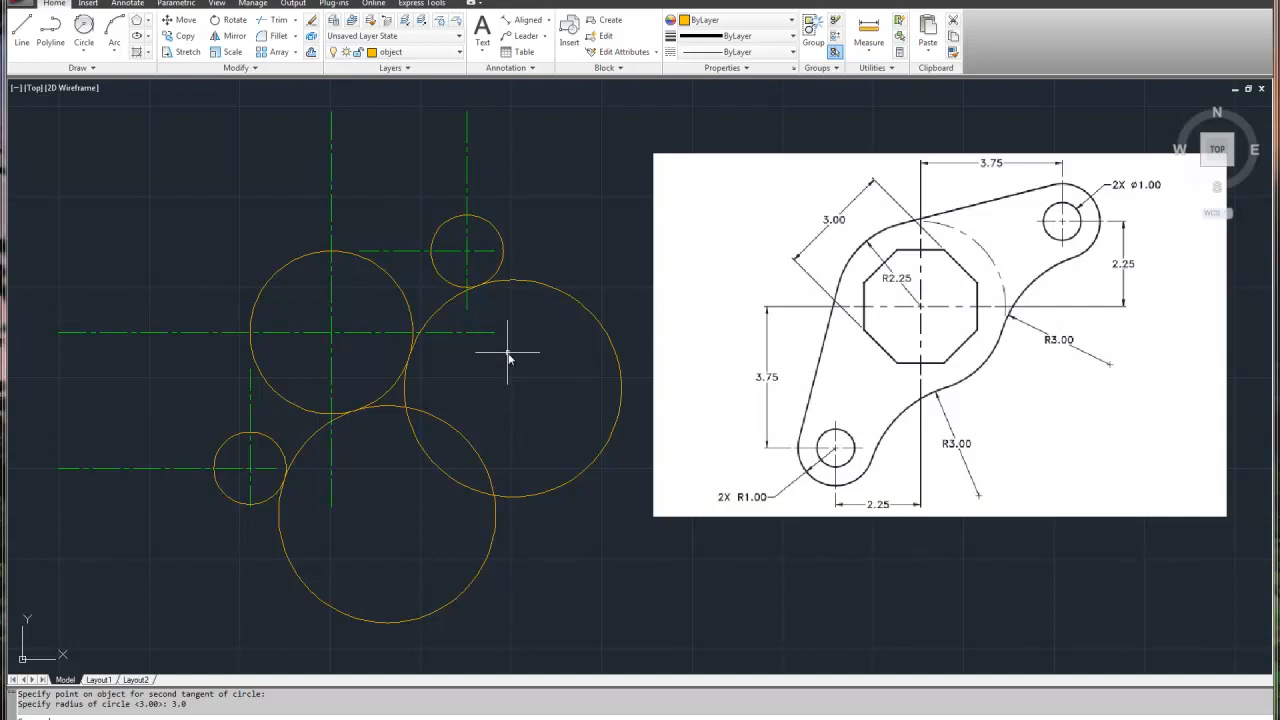 Home Insert Annotate Parametric View Manage Output Plug-ins Online Express Tools
Line Polyline Circle Arc
Move Rotate Trim
Copy Mirror Fillet
Stretch Scale Array
Draw Modify
Unsaved Layer State
object
Layers
Text
Aligned
Leader
Table
Annotation
Insert
Create
Edit
Edit Attributes
Block
ByLayer
ByLayer
ByLayer
Properties
Group
Groups
Measure
Utilities
Paste
Clipboard
[−] [Top] [2D Wireframe]
N
W TOP E
S
WCS
3.75
2X ø1.00
3.00
R2.25
2.25
R3.00
3.75
R3.00
2X R1.00
2.25
Y
X
Model Layout1 Layout2
Specify point on object for second tangent of circle:
Specify radius of circle <3.00>: 3.0